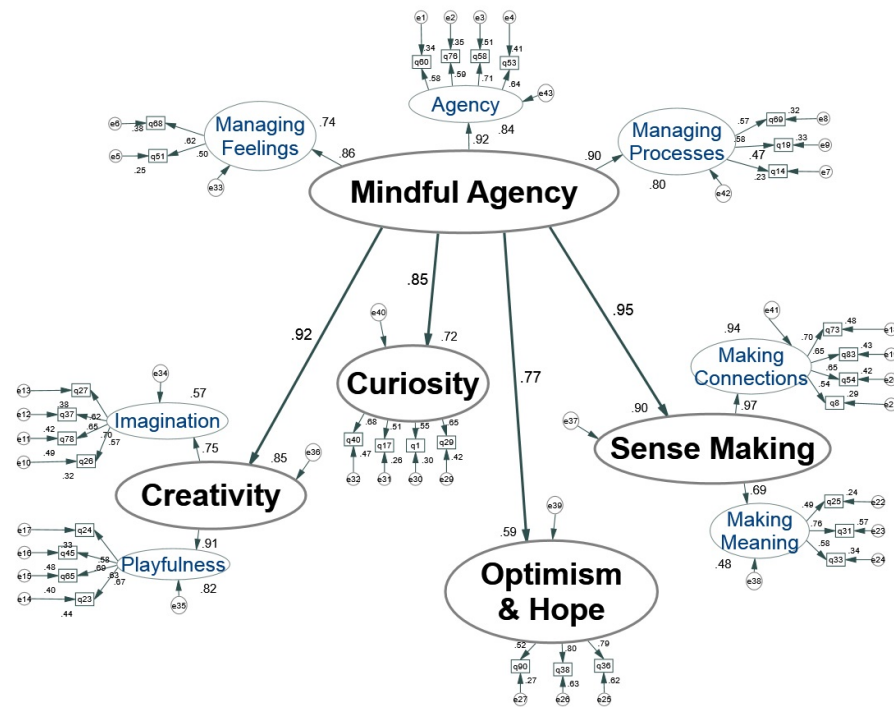 e1 e2 e3 e4
.34 .35 .51 .41
q60 q76 q58 q53
.58 .59 .71 .64
Agency
e43
.84
.92
e6 q68
.38
.62
e5 q51
.25
.50
Managing
Feelings
.74
e33
.86
.90
Managing
Processes
.80
e42
.57 q69 .32 e8
.58 q19 .33 e9
.47
.23 q14 e7
Mindful Agency
.92
.85
.77
.95
e40
.72
Curiosity
.68 .51 .55 .65
q40 q17 q1 q29
.47 .26 .30 .42
e32 e31 e30 e29
e41
.94
Making
Connections
.70 q73 .48
.65 q83 .43
.65 q54 .42
.54 q8 .29
.97
e37
.90
Sense Making
.69
Making
Meaning
.48
e38
.49 q25 .24 e22
.76 q31 .57 e23
.58 q33 .34 e24
e13 q27
.38
e12 q37 .62
.42
e11 q78 .65
.49 .70
e10 q26 .57
.32
e34
.57
Imagination
.75
.85
e36
Creativity
.91
e17 q24
.33
e16 q45 .58
.48
e15 q65 .69
.40 .63
e14 q23 .67
.44
Playfulness
.82
e35
e39
.59
Optimism
& Hope
.52 .80 .79
q90 q38 q36
.27 .63 .62
e27 e26 e25